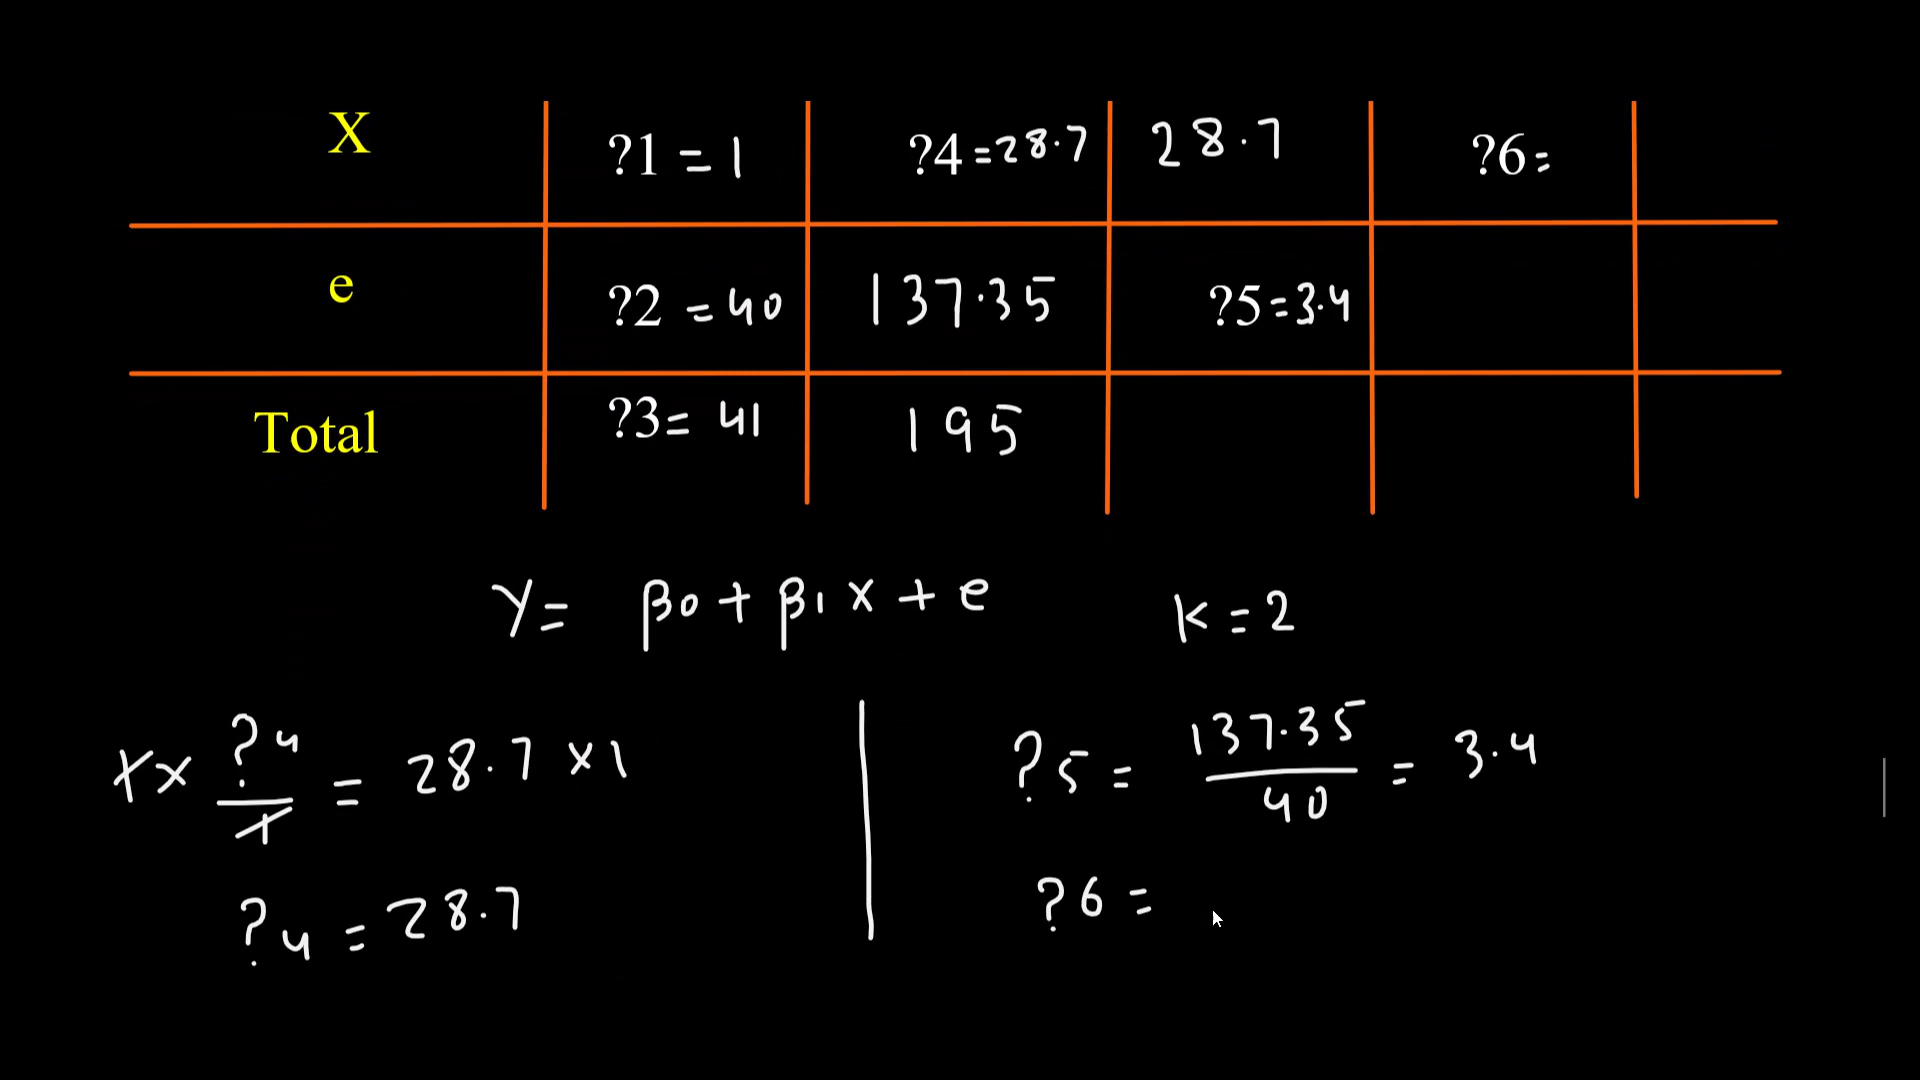 X ?1 = 1 ?4 = 28.7 28.7 ?6 =
e ?2 = 40 137.35 ?5 = 3.4
Total ?3 = 41 195
Y = β0 + β1 x + e K = 2
1 x ?4 / 1 = 28.7 x 1
?5 = 137.35 / 40 = 3.4
?4 = 28.7
?6 =